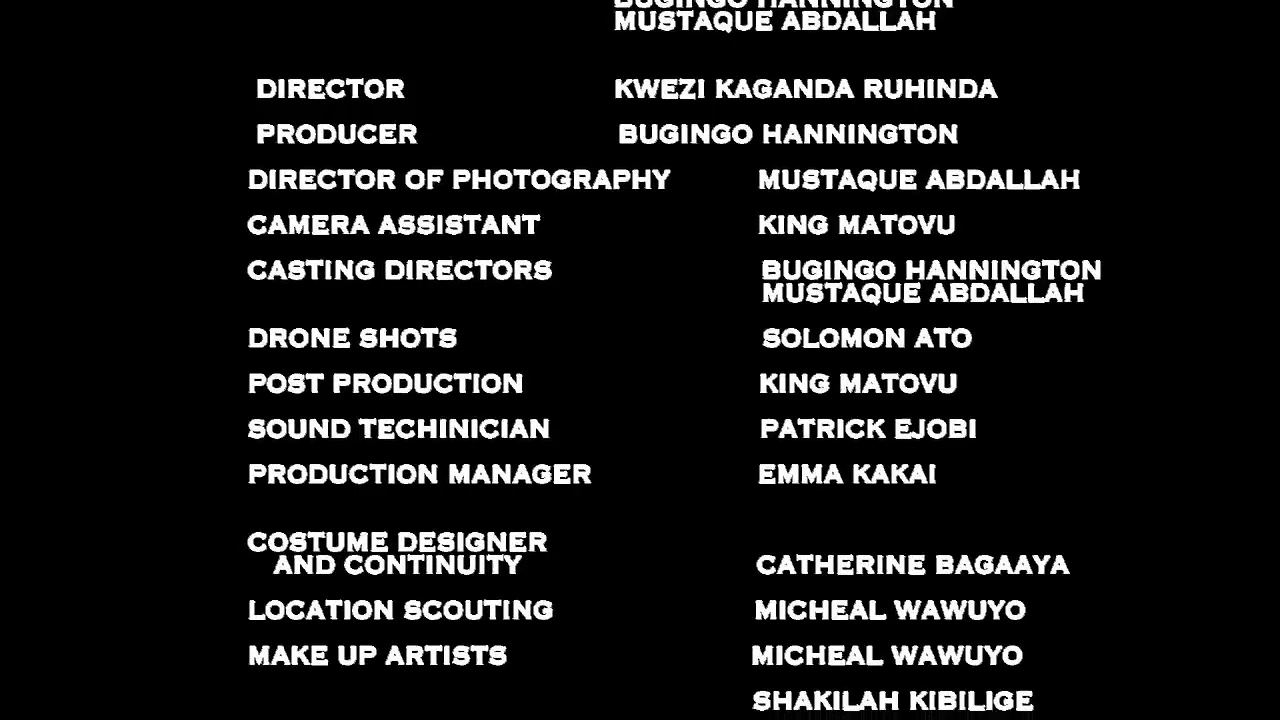 BUGINGO HANNINGTON
MUSTAQUE ABDALLAH
DIRECTOR KWEZI KAGANDA RUHINDA
PRODUCER BUGINGO HANNINGTON
DIRECTOR OF PHOTOGRAPHY MUSTAQUE ABDALLAH
CAMERA ASSISTANT KING MATOVU
CASTING DIRECTORS BUGINGO HANNINGTON
MUSTAQUE ABDALLAH
DRONE SHOTS SOLOMON ATO
POST PRODUCTION KING MATOVU
SOUND TECHINICIAN PATRICK EJOBI
PRODUCTION MANAGER EMMA KAKAI
COSTUME DESIGNER
AND CONTINUITY CATHERINE BAGAAYA
LOCATION SCOUTING MICHEAL WAWUYO
MAKE UP ARTISTS MICHEAL WAWUYO
SHAKILAH KIBILIGE